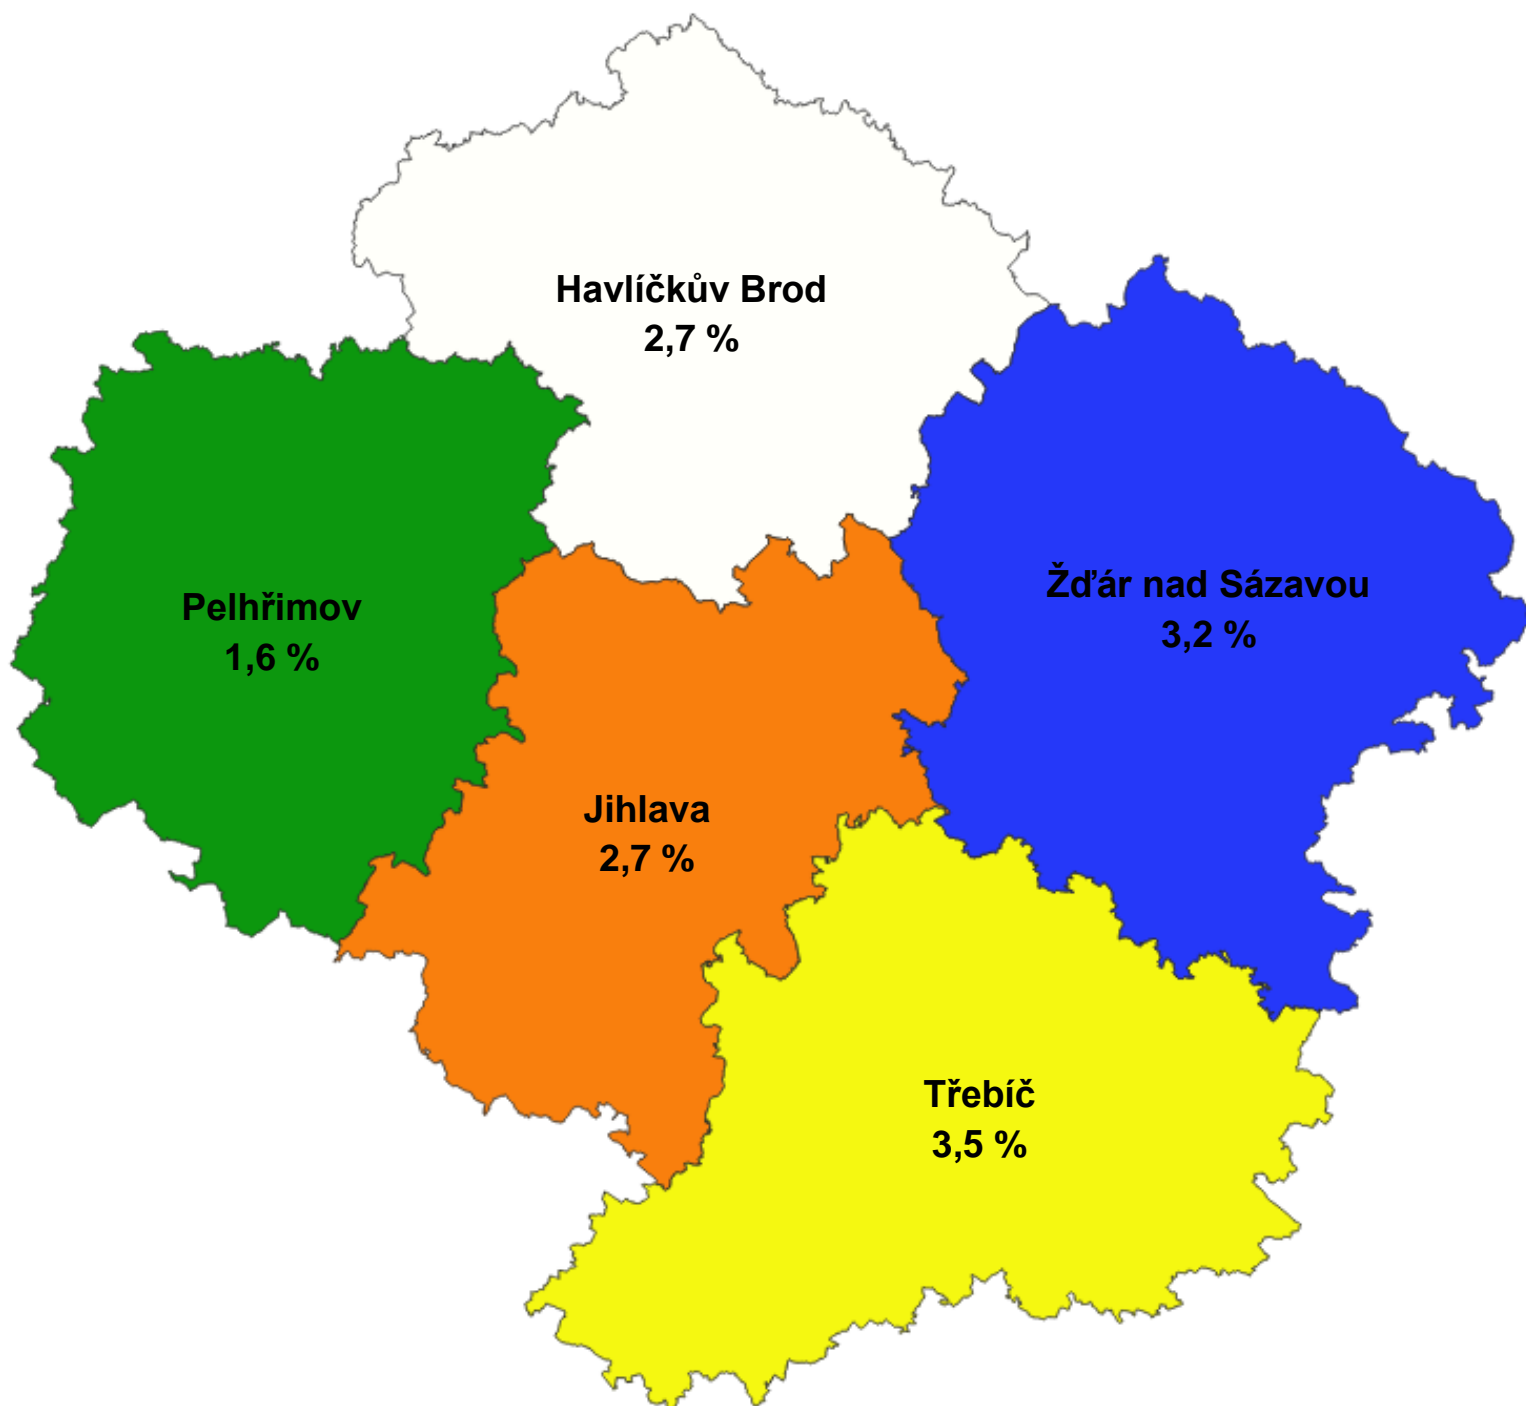 Havlíčkův Brod
2,7 %
Žďár nad Sázavou
3,2 %
Pelhřimov
1,6 %
Jihlava
2,7 %
Třebíč
3,5 %